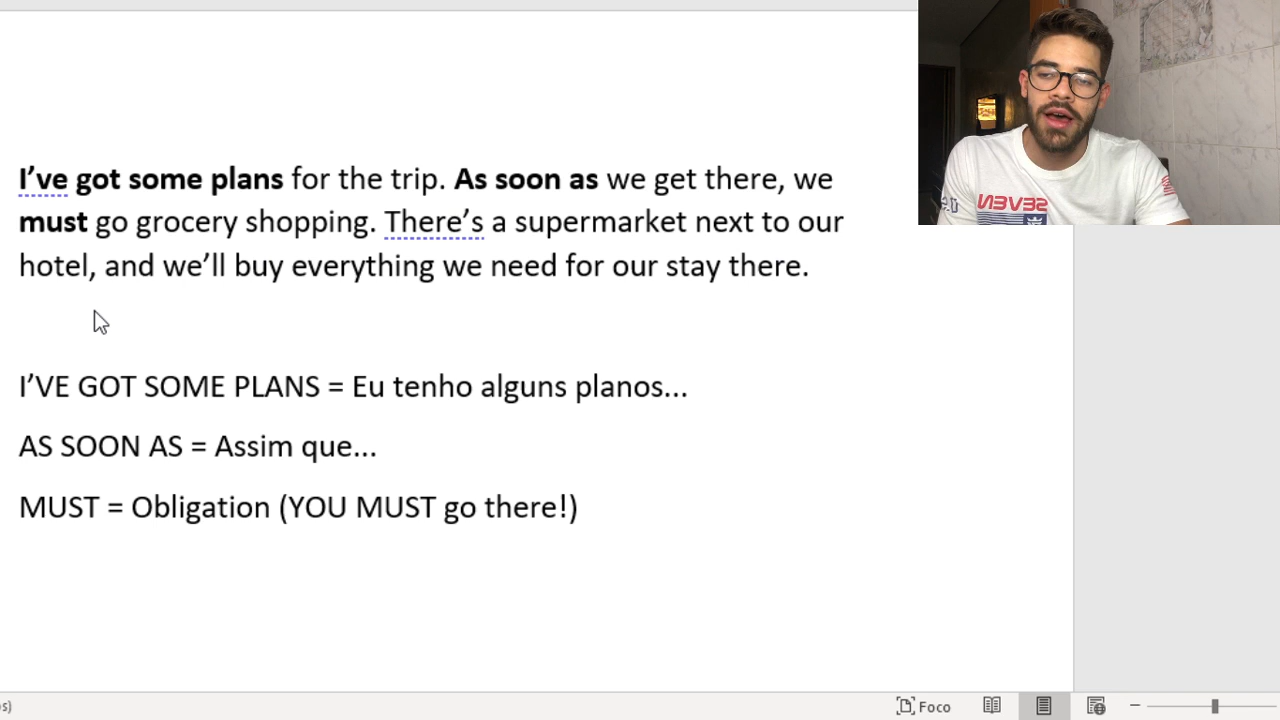 I've got some plans for the trip. As soon as we get there, we
must go grocery shopping. There's a supermarket next to our
hotel, and we'll buy everything we need for our stay there.
I'VE GOT SOME PLANS = Eu tenho alguns planos...
AS SOON AS = Assim que...
MUST = Obligation (YOU MUST go there!)
os)
Foco